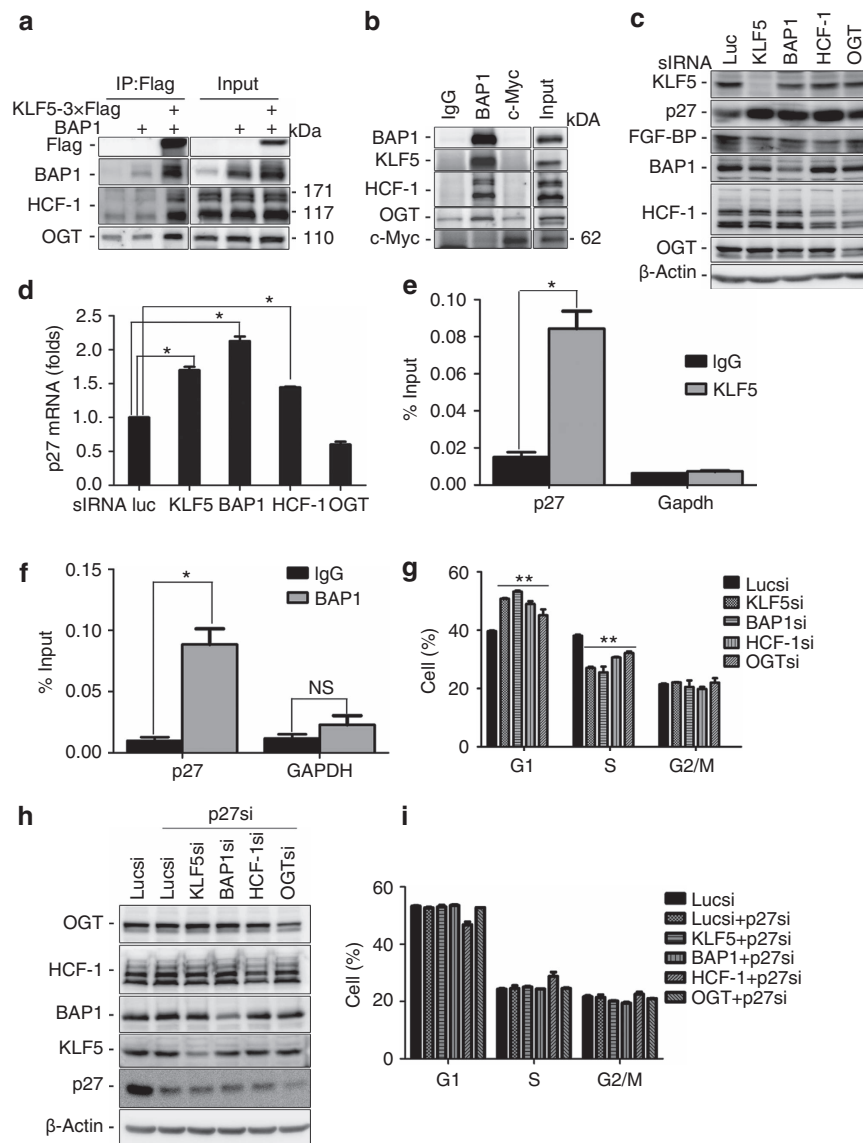 a
IP:Flag Input
KLF5-3×Flag + +
BAP1 + + + + kDa
Flag -
BAP1 -
HCF-1 -
- 171
- 117
OGT - - 110
b
IgG BAP1 c-Myc Input
kDA
BAP1 -
KLF5 -
HCF-1 -
OGT -
c-Myc - - 62
c
sIRNA Luc KLF5 BAP1 HCF-1 OGT
KLF5 -
p27 -
FGF-BP -
BAP1 -
HCF-1 -
OGT -
β-Actin -
d
p27 mRNA (folds)
2.5
2.0
1.5
1.0
0.5
0.0
* * *
sIRNA luc KLF5 BAP1 HCF-1 OGT
e
% Input
0.10
0.08
0.06
0.04
0.02
0.00
*
IgG
KLF5
p27 Gapdh
f
% Input
0.15
0.10
0.05
0.00
*
NS
IgG
BAP1
p27 GAPDH
g
Cell (%)
60
40
20
0
**
**
Lucsi
KLF5si
BAP1si
HCF-1si
OGTsi
G1 S G2/M
h
p27si
Lucsi Lucsi KLF5si BAP1si HCF-1si OGTsi
OGT -
HCF-1 -
BAP1 -
KLF5 -
p27 -
β-Actin -
i
Cell (%)
60
40
20
0
Lucsi
Lucsi+p27si
KLF5+p27si
BAP1+p27si
HCF-1+p27si
OGT+p27si
G1 S G2/M